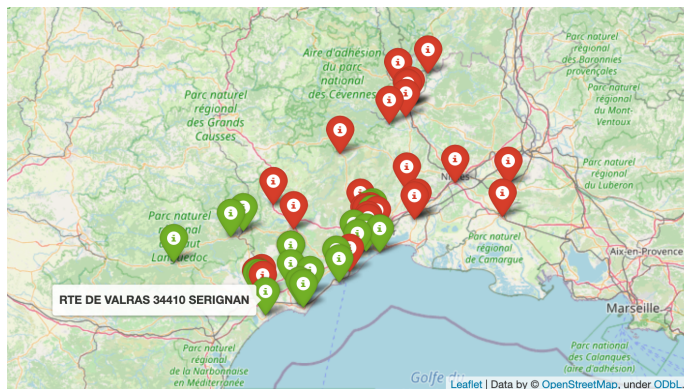 Parc naturel
régional
des Baronnies
provençales
Aire d'adhésion
du parc
national
des Cévennes
Parc naturel
régional
des Grands
Causses
Parc naturel
régional
du Mont-
Ventoux
Parc naturel
régional
du Luberon
Parc naturel
régional
Languedoc
Parc naturel
régional de
Camargue
Aix-en-Provence
RTE DE VALRAS 34410 SERIGNAN
Marseille
Parc naturel
régional
de la Narbonnaise
en Méditerranée
Parc national
des Calanques
(aire d'adhésion)
Golfe du
Leaflet | Data by © OpenStreetMap, under ODbL.